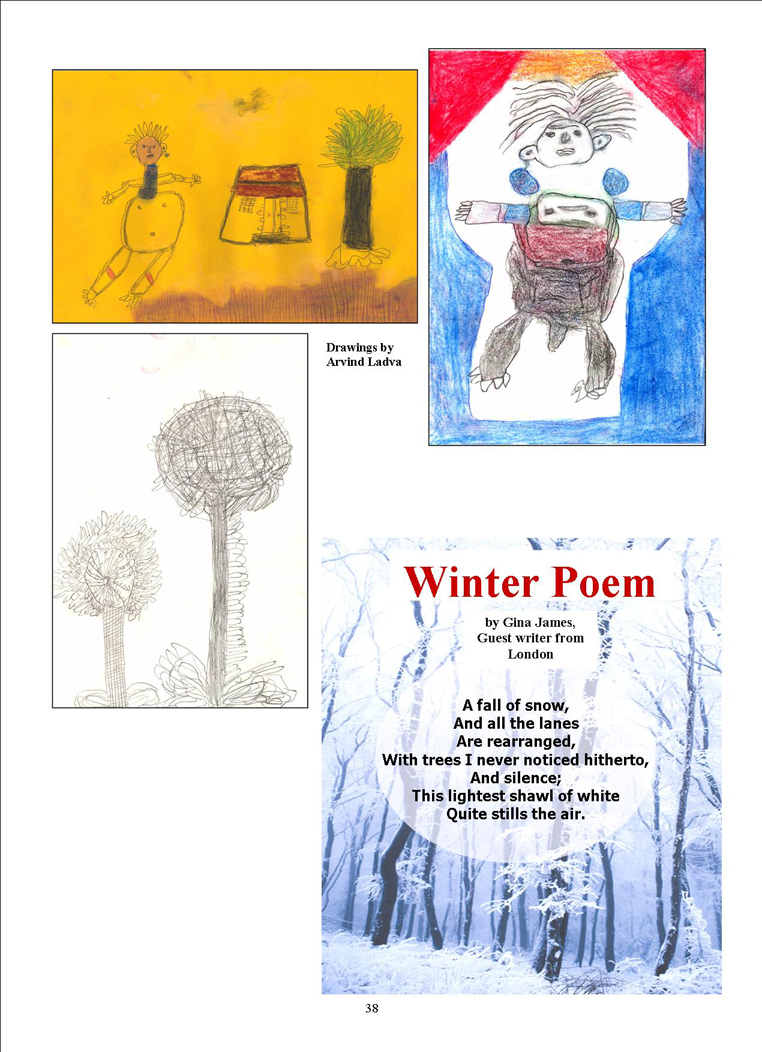 Drawings by
Arvind Ladva
Winter Poem
by Gina James,
Guest writer from
London
A fall of snow,
And all the lanes
Are rearranged,
With trees I never noticed hitherto,
And silence;
This lightest shawl of white
Quite stills the air.
38